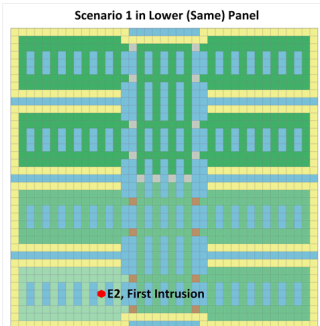 Scenario 1 in Lower (Same) Panel
E2, First Intrusion